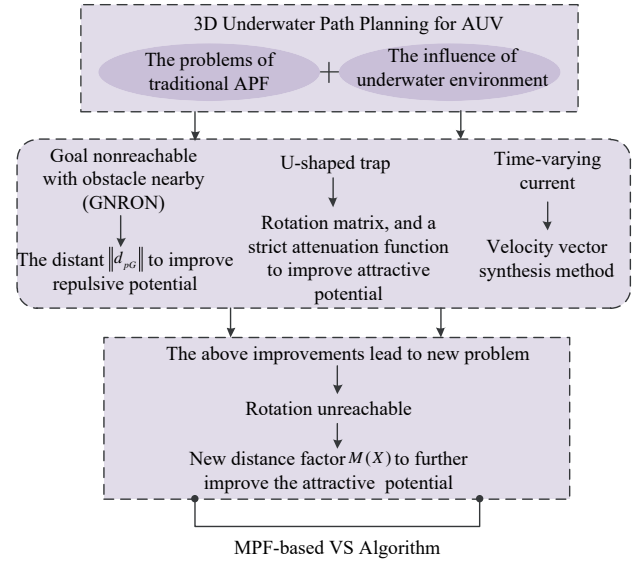 3D Underwater Path Planning for AUV
The problems of
traditional APF
+
The influence of
underwater environment
Goal nonreachable
with obstacle nearby
(GNRON)
The distant ‖d_{pG}‖ to improve
repulsive potential
U-shaped trap
Rotation matrix, and a
strict attenuation function
to improve attractive
potential
Time-varying
current
Velocity vector
synthesis method
The above improvements lead to new problem
Rotation unreachable
New distance factor M(X) to further
improve the attractive potential
MPF-based VS Algorithm